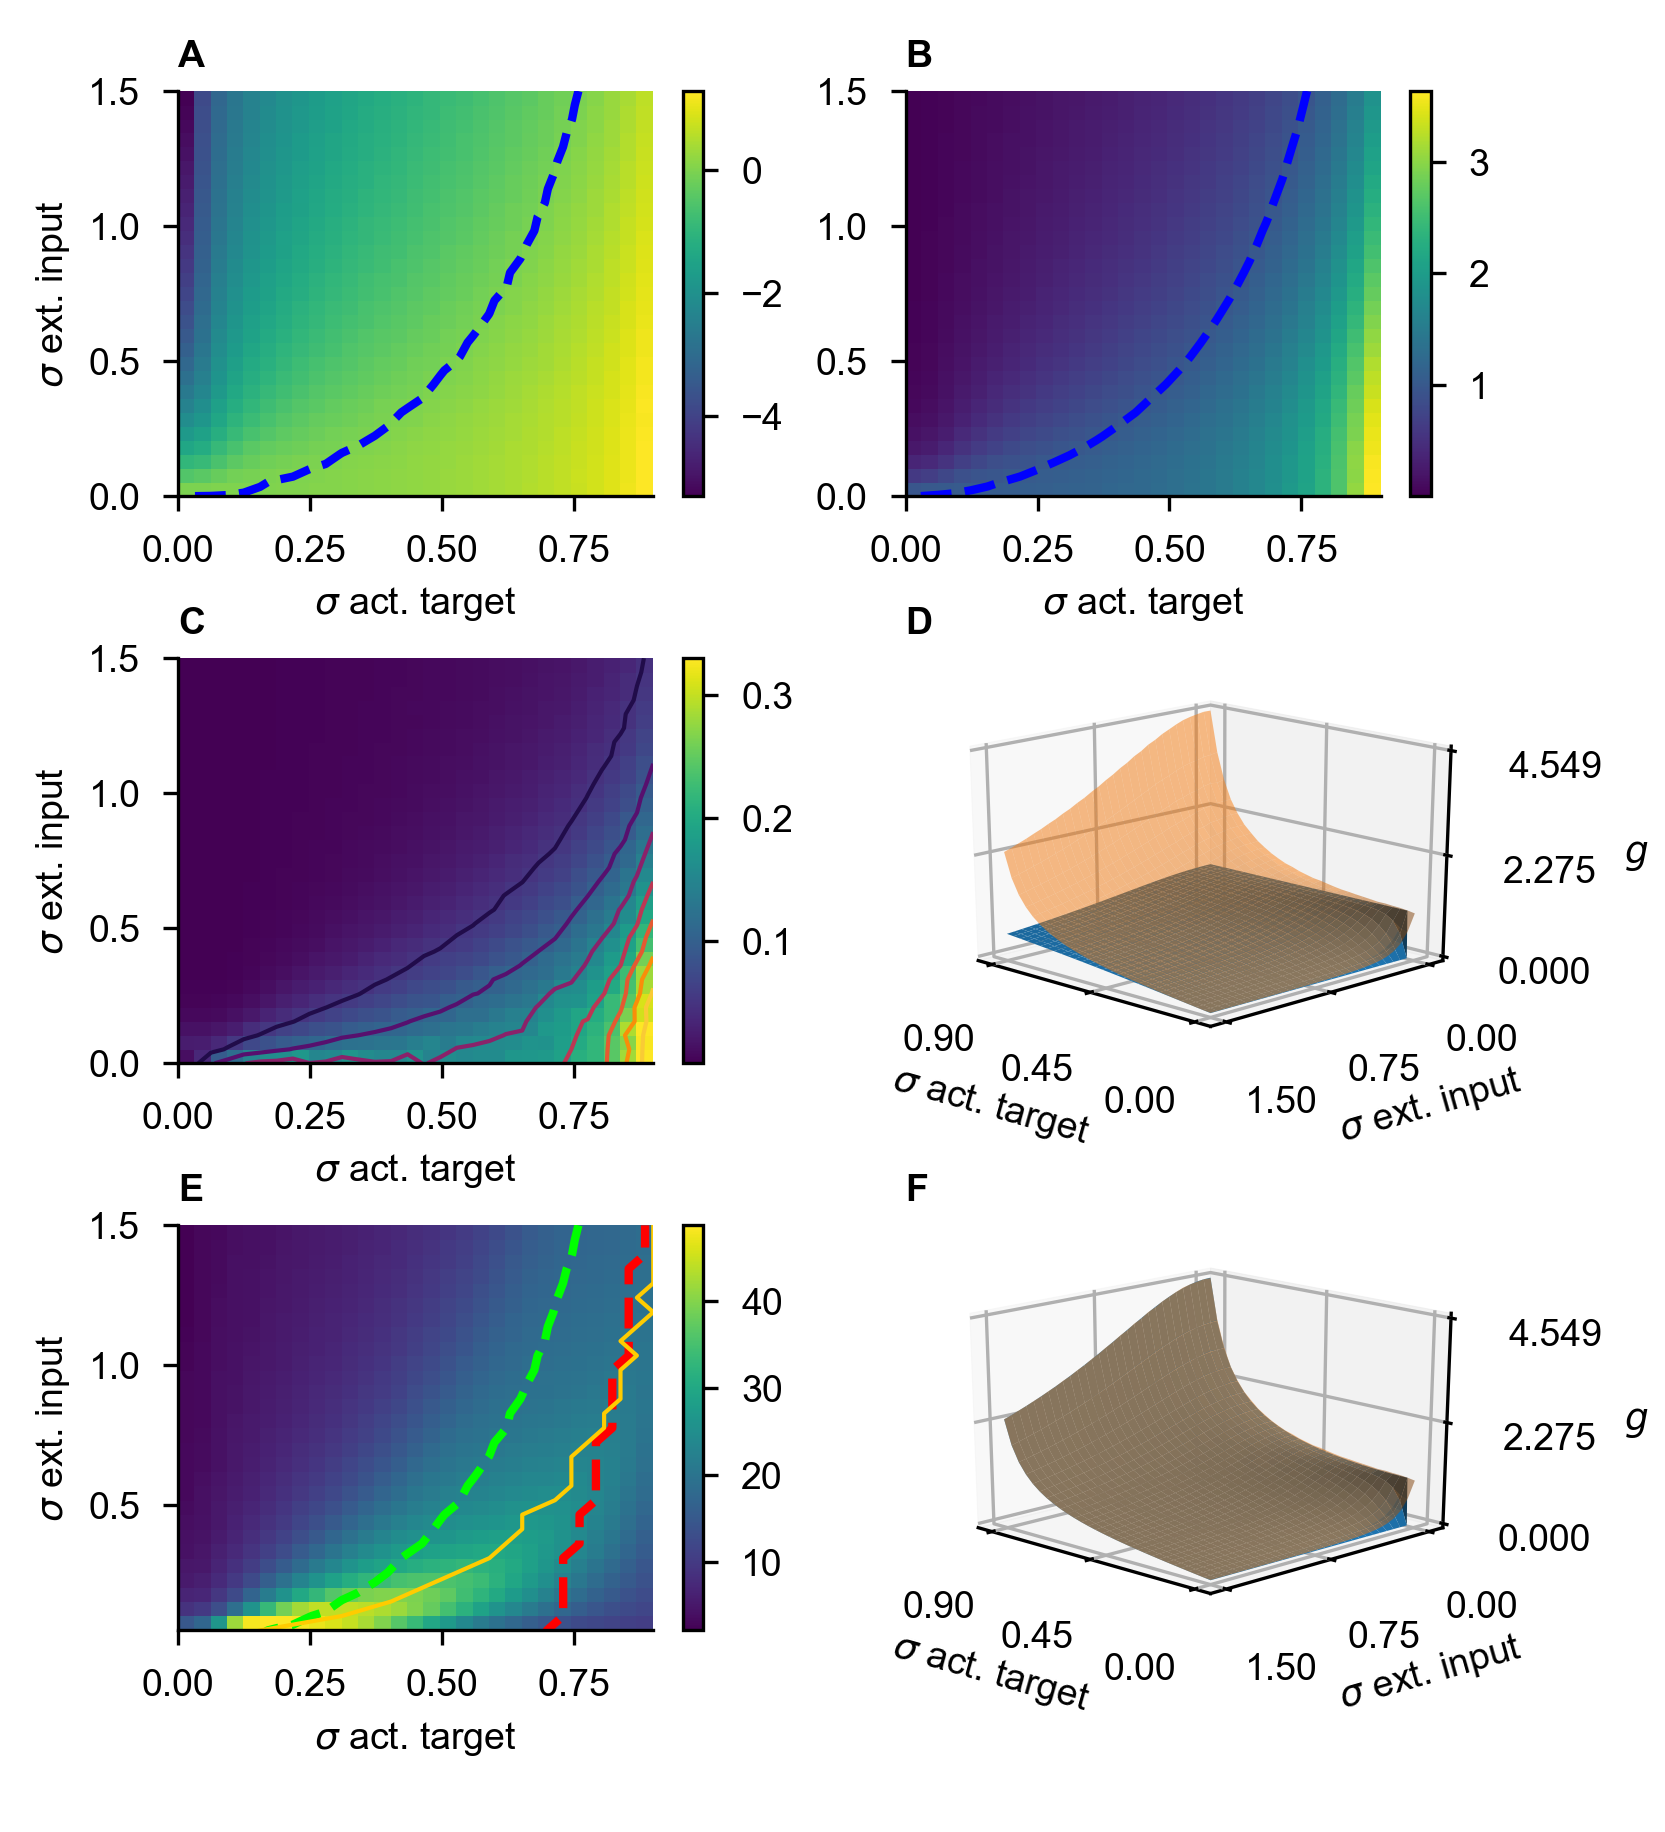 A
1.5
1.0
0.5
0.0
σ ext. input
0.00 0.25 0.50 0.75
σ act. target
0
−2
−4
B
1.5
1.0
0.5
0.0
0.00 0.25 0.50 0.75
σ act. target
3
2
1
C
1.5
1.0
0.5
0.0
σ ext. input
0.00 0.25 0.50 0.75
σ act. target
0.3
0.2
0.1
D
4.549
2.275
0.000
g
0.90
0.45
0.00
σ act. target
1.50
0.75
0.00
σ ext. input
E
1.5
1.0
0.5
σ ext. input
0.00 0.25 0.50 0.75
σ act. target
40
30
20
10
F
4.549
2.275
0.000
g
0.90
0.45
0.00
σ act. target
1.50
0.75
0.00
σ ext. input